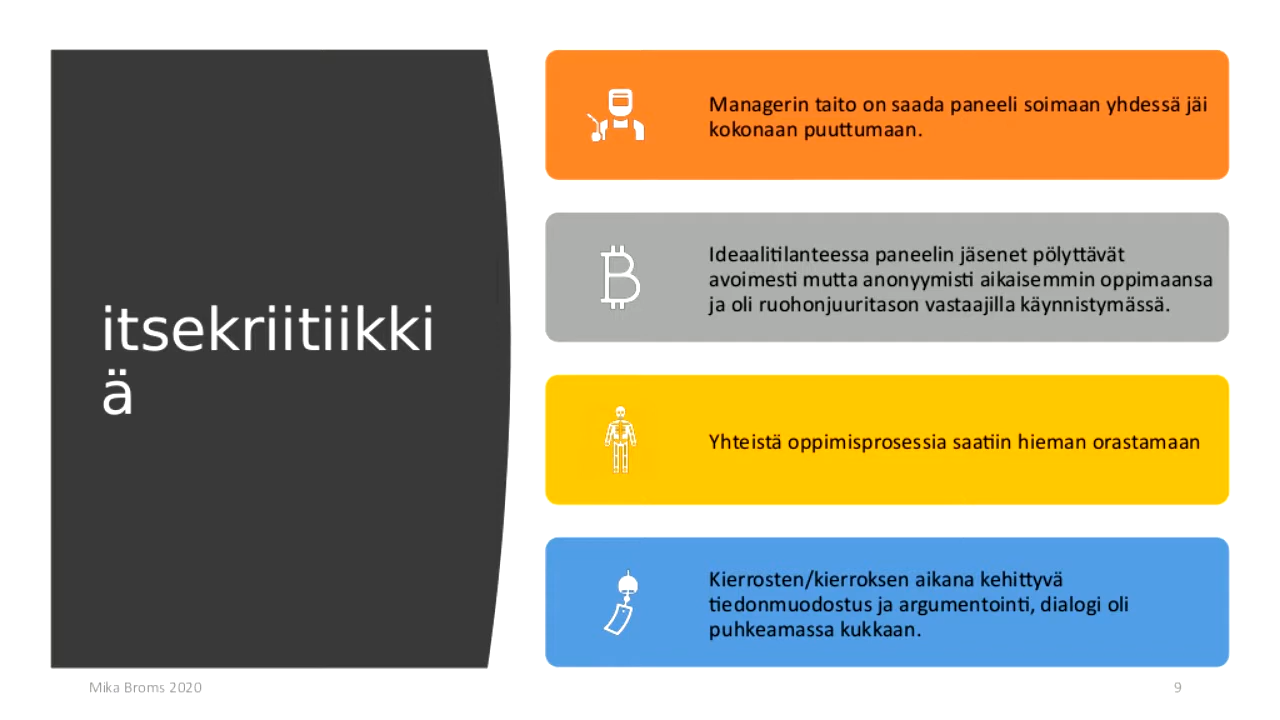 itsekriitiikki
ä
Managerin taito on saada paneeli soimaan yhdessä jäi
kokonaan puuttumaan.
Ideaalitilanteessa paneelin jäsenet pölyttävät
avoimesti mutta anonyymisti aikaisemmin oppimaansa
ja oli ruohonjuuritason vastaajilla käynnistymässä.
Yhteistä oppimisprosessia saatiin hieman orastamaan
Kierrosten/kierroksen aikana kehittyvä
tiedonmuodostus ja argumentointi, dialogi oli
puhkeamassa kukkaan.
Mika Broms 2020
9